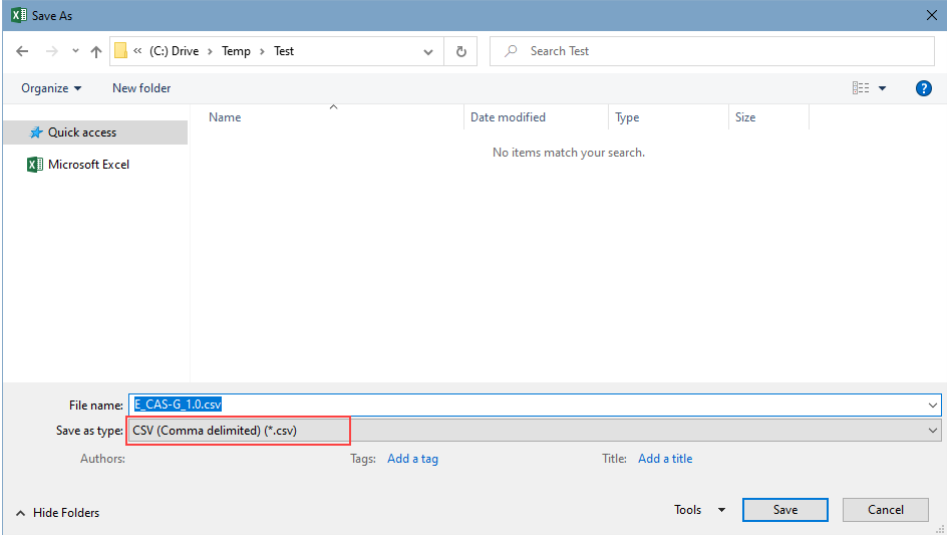 Save As
« (C:) Drive › Temp › Test
Search Test
Organize
New folder
Quick access
Microsoft Excel
Name
Date modified
Type
Size
No items match your search.
File name: E_CAS-G_1.0.csv
Save as type: CSV (Comma delimited) (*.csv)
Authors:
Tags: Add a tag
Title: Add a title
Hide Folders
Tools
Save
Cancel